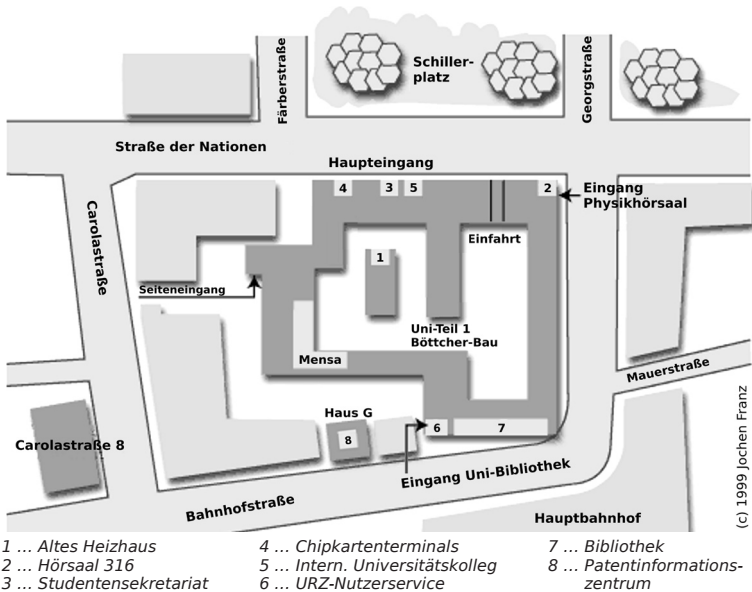 Färberstraße
Schiller-
platz
Georgstraße
Straße der Nationen
Haupteingang
4
3
5
2
Eingang
Physikhörsaal
Carolastraße
Einfahrt
1
Seiteneingang
Uni-Teil 1
Böttcher-Bau
Mensa
Mauerstraße
Haus G
Carolastraße 8
8
6
7
Eingang Uni-Bibliothek
Bahnhofstraße
Hauptbahnhof
(c) 1999 Jochen Franz
1 ... Altes Heizhaus
2 ... Hörsaal 316
3 ... Studentensekretariat
4 ... Chipkartenterminals
5 ... Intern. Universitätskolleg
6 ... URZ-Nutzerservice
7 ... Bibliothek
8 ... Patentinformations-
zentrum